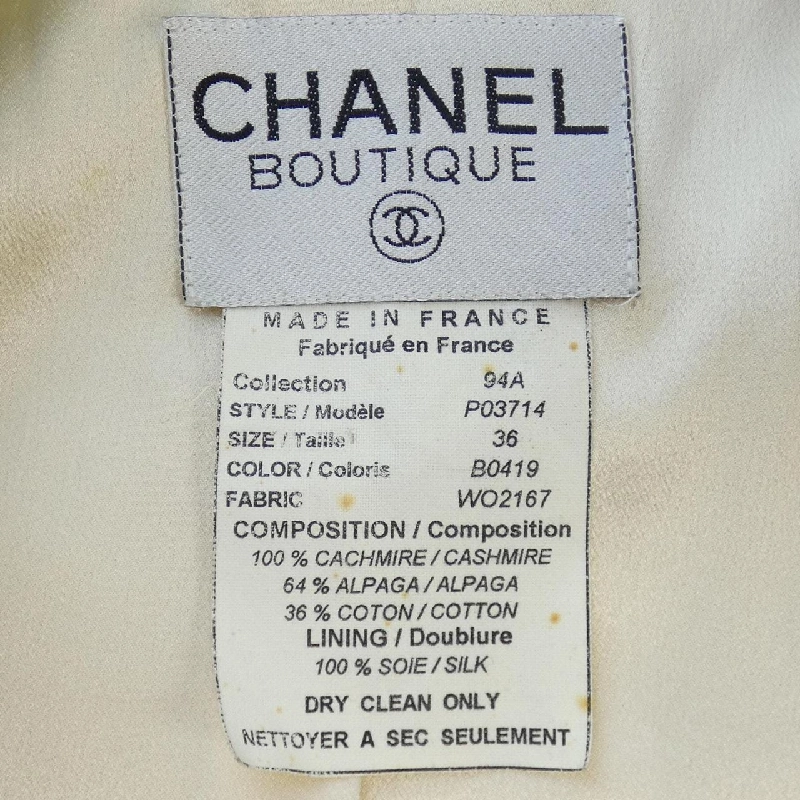 CHANEL
BOUTIQUE
MADE IN FRANCE
Fabriqué en France
Collection 94A
STYLE / Modèle P03714
SIZE / Taille 36
COLOR / Coloris B0419
FABRIC WO2167
COMPOSITION / Composition
100 % CACHMIRE / CASHMIRE
64 % ALPAGA / ALPAGA
36 % COTON / COTTON
LINING / Doublure
100 % SOIE / SILK
DRY CLEAN ONLY
NETTOYER A SEC SEULEMENT